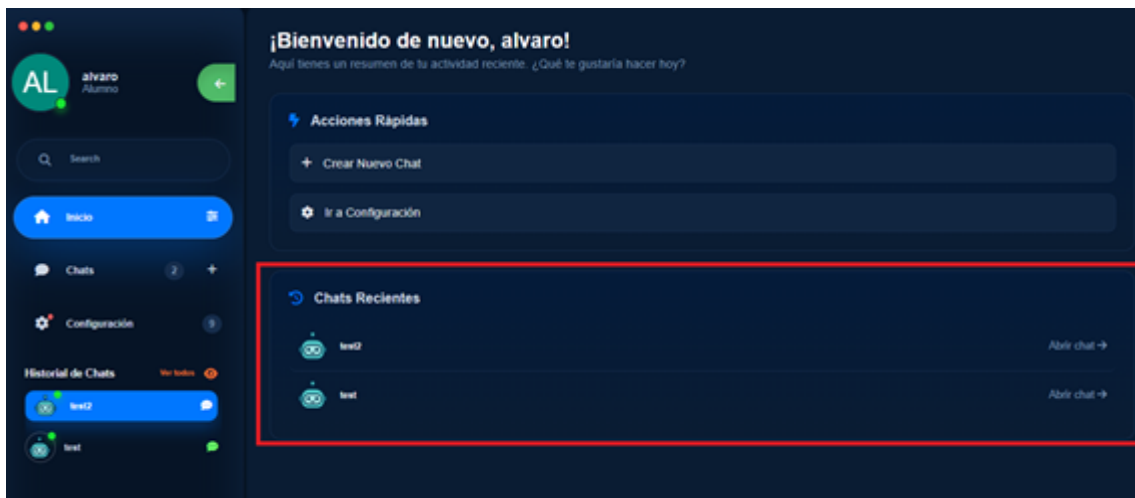 AL
alvaro
Alumno
Search
Inicio
Chats 2
Configuración 9
Historial de Chats Ver todos
test2
test
¡Bienvenido de nuevo, alvaro!
Aquí tienes un resumen de tu actividad reciente. ¿Qué te gustaría hacer hoy?
Acciones Rápidas
+ Crear Nuevo Chat
Ir a Configuración
Chats Recientes
test2 Abrir chat →
test Abrir chat →